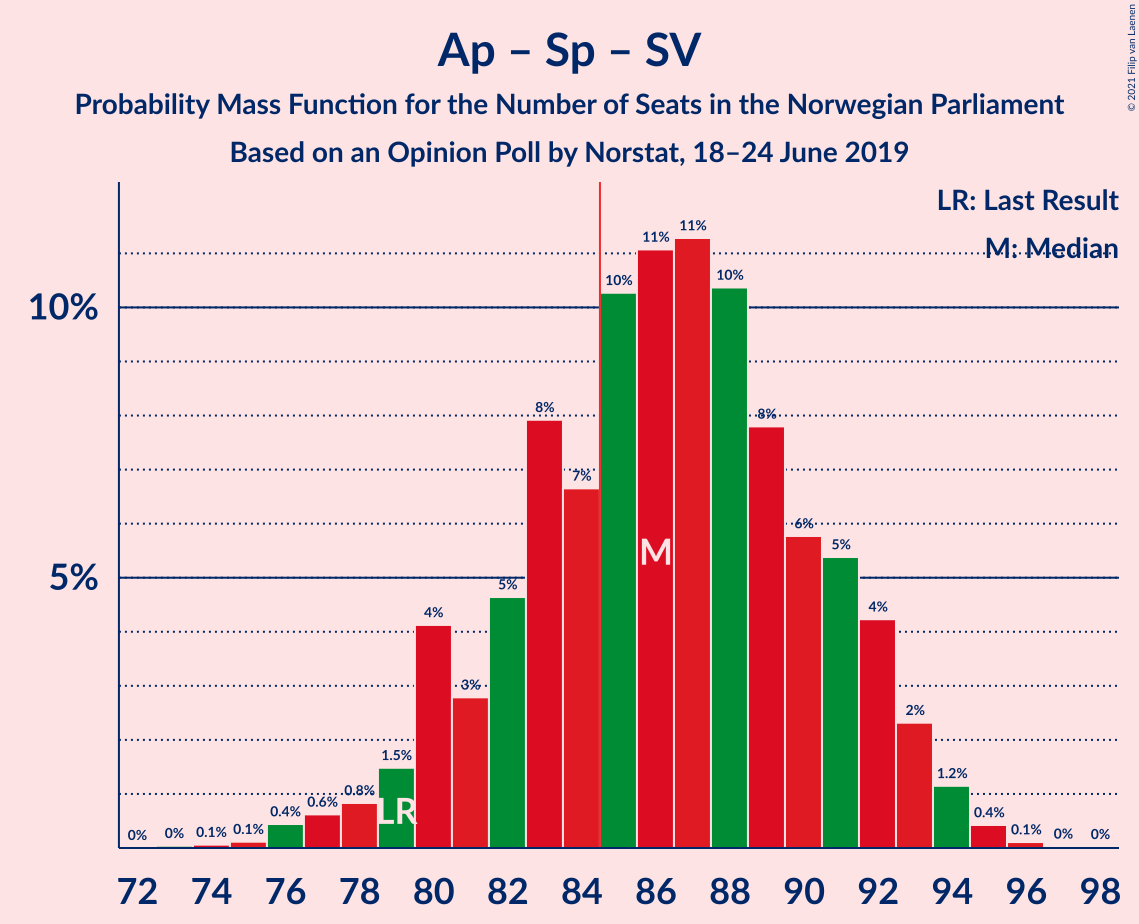 Ap – Sp – SV
Probability Mass Function for the Number of Seats in the Norwegian Parliament
Based on an Opinion Poll by Norstat, 18–24 June 2019
© 2021 Filip van Laenen
LR: Last Result
M: Median
10%
5%
0% 0% 0.1% 0.1% 0.4% 0.6% 0.8% 1.5% 4% 3% 5% 8% 7% 10% 11% 11% 10% 8% 6% 5% 4% 2% 1.2% 0.4% 0.1% 0% 0%
M
LR
72 74 76 78 80 82 84 86 88 90 92 94 96 98